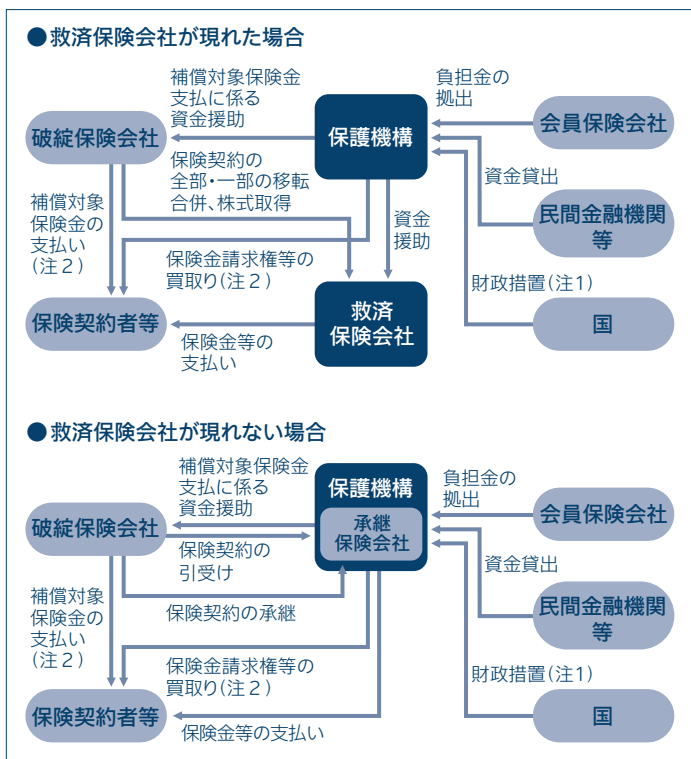 ●救済保険会社が現れた場合
補償対象保険金
支払に係る
資金援助
負担金の
拠出
破綻保険会社
保護機構
会員保険会社
保険契約の
全部・一部の移転
合併、株式取得
資金貸出
補償対象
保険金の
支払い
(注2)
資金
援助
民間金融機関
等
保険金請求権等の
買取り(注2)
財政措置(注1)
保険契約者等
救済
保険会社
国
保険金等の
支払い
●救済保険会社が現れない場合
補償対象保険金
支払に係る
資金援助
負担金の
拠出
破綻保険会社
保護機構
承継
保険会社
会員保険会社
保険契約の
引受け
資金貸出
補償対象
保険金の
支払い
(注2)
保険契約の承継
民間金融機関
等
保険金請求権等の
買取り(注2)
財政措置(注1)
保険契約者等
国
保険金等の支払い